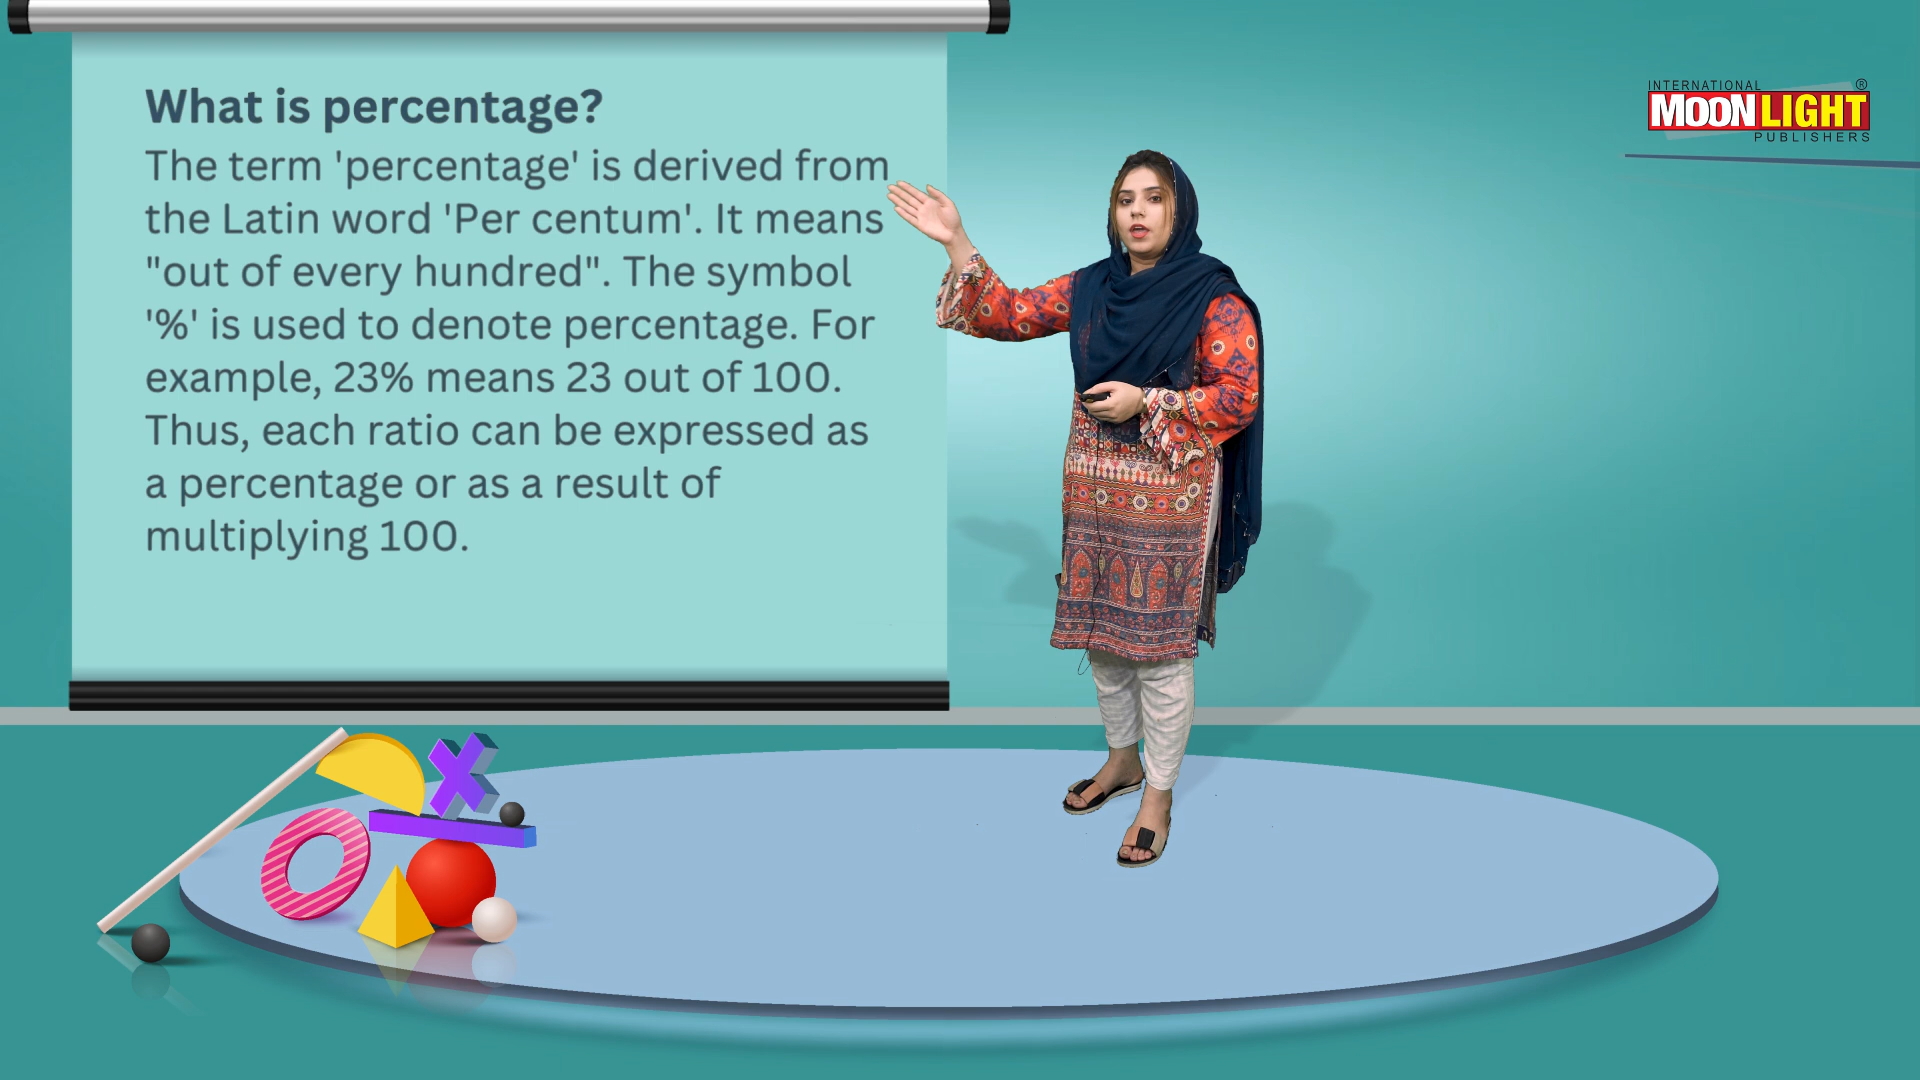 What is percentage?
The term 'percentage' is derived from
the Latin word 'Per centum'. It means
"out of every hundred". The symbol
'%' is used to denote percentage. For
example, 23% means 23 out of 100.
Thus, each ratio can be expressed as
a percentage or as a result of
multiplying 100.
INTERNATIONAL ®
MOONLIGHT
PUBLISHERS